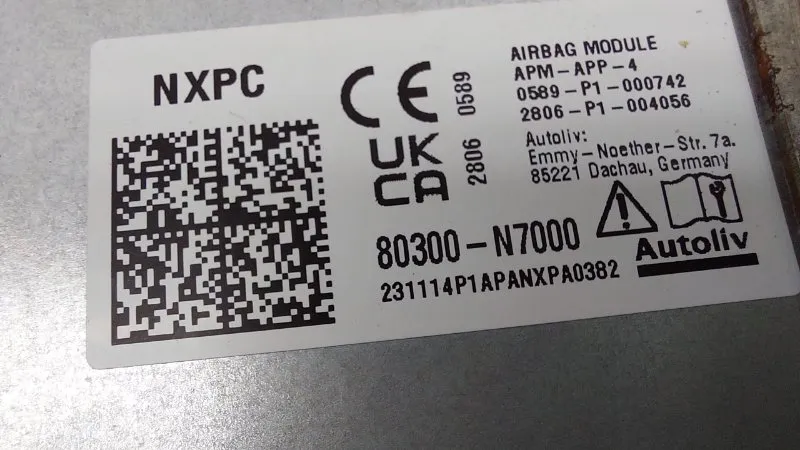 NXPC
CE 0589
UK
CA 2806
AIRBAG MODULE
APM-APP-4
0589-P1-000742
2806-P1-004056
Autoliv:
Emmy-Noether-Str. 7a.
85221 Dachau, Germany
80300-N7000
231114P1APANXPA0382
Autoliv